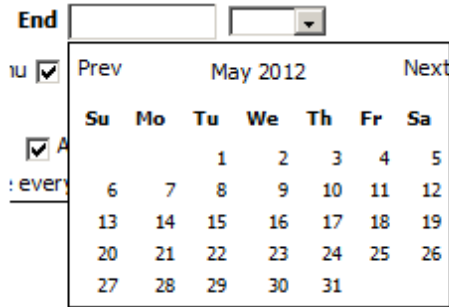 End
nu Prev May 2012 Next
Su Mo Tu We Th Fr Sa
A 1 2 3 4 5
every 6 7 8 9 10 11 12
13 14 15 16 17 18 19
20 21 22 23 24 25 26
27 28 29 30 31